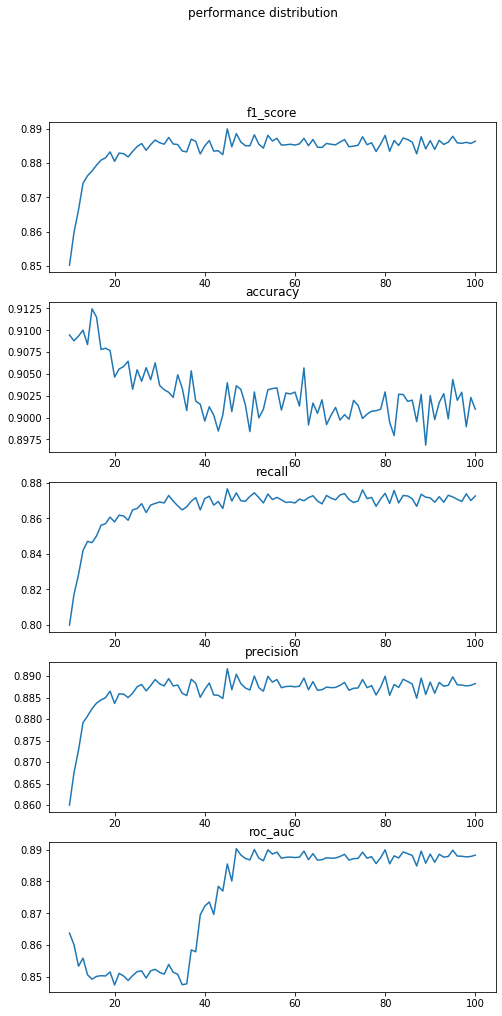 performance distribution
f1_score
0.89
0.88
0.87
0.86
0.85
20 40 60 80 100
accuracy
0.9125
0.9100
0.9075
0.9050
0.9025
0.9000
0.8975
20 40 60 80 100
recall
0.88
0.86
0.84
0.82
0.80
20 40 60 80 100
precision
0.890
0.885
0.880
0.875
0.870
0.865
0.860
20 40 60 80 100
roc_auc
0.89
0.88
0.87
0.86
0.85
20 40 60 80 100